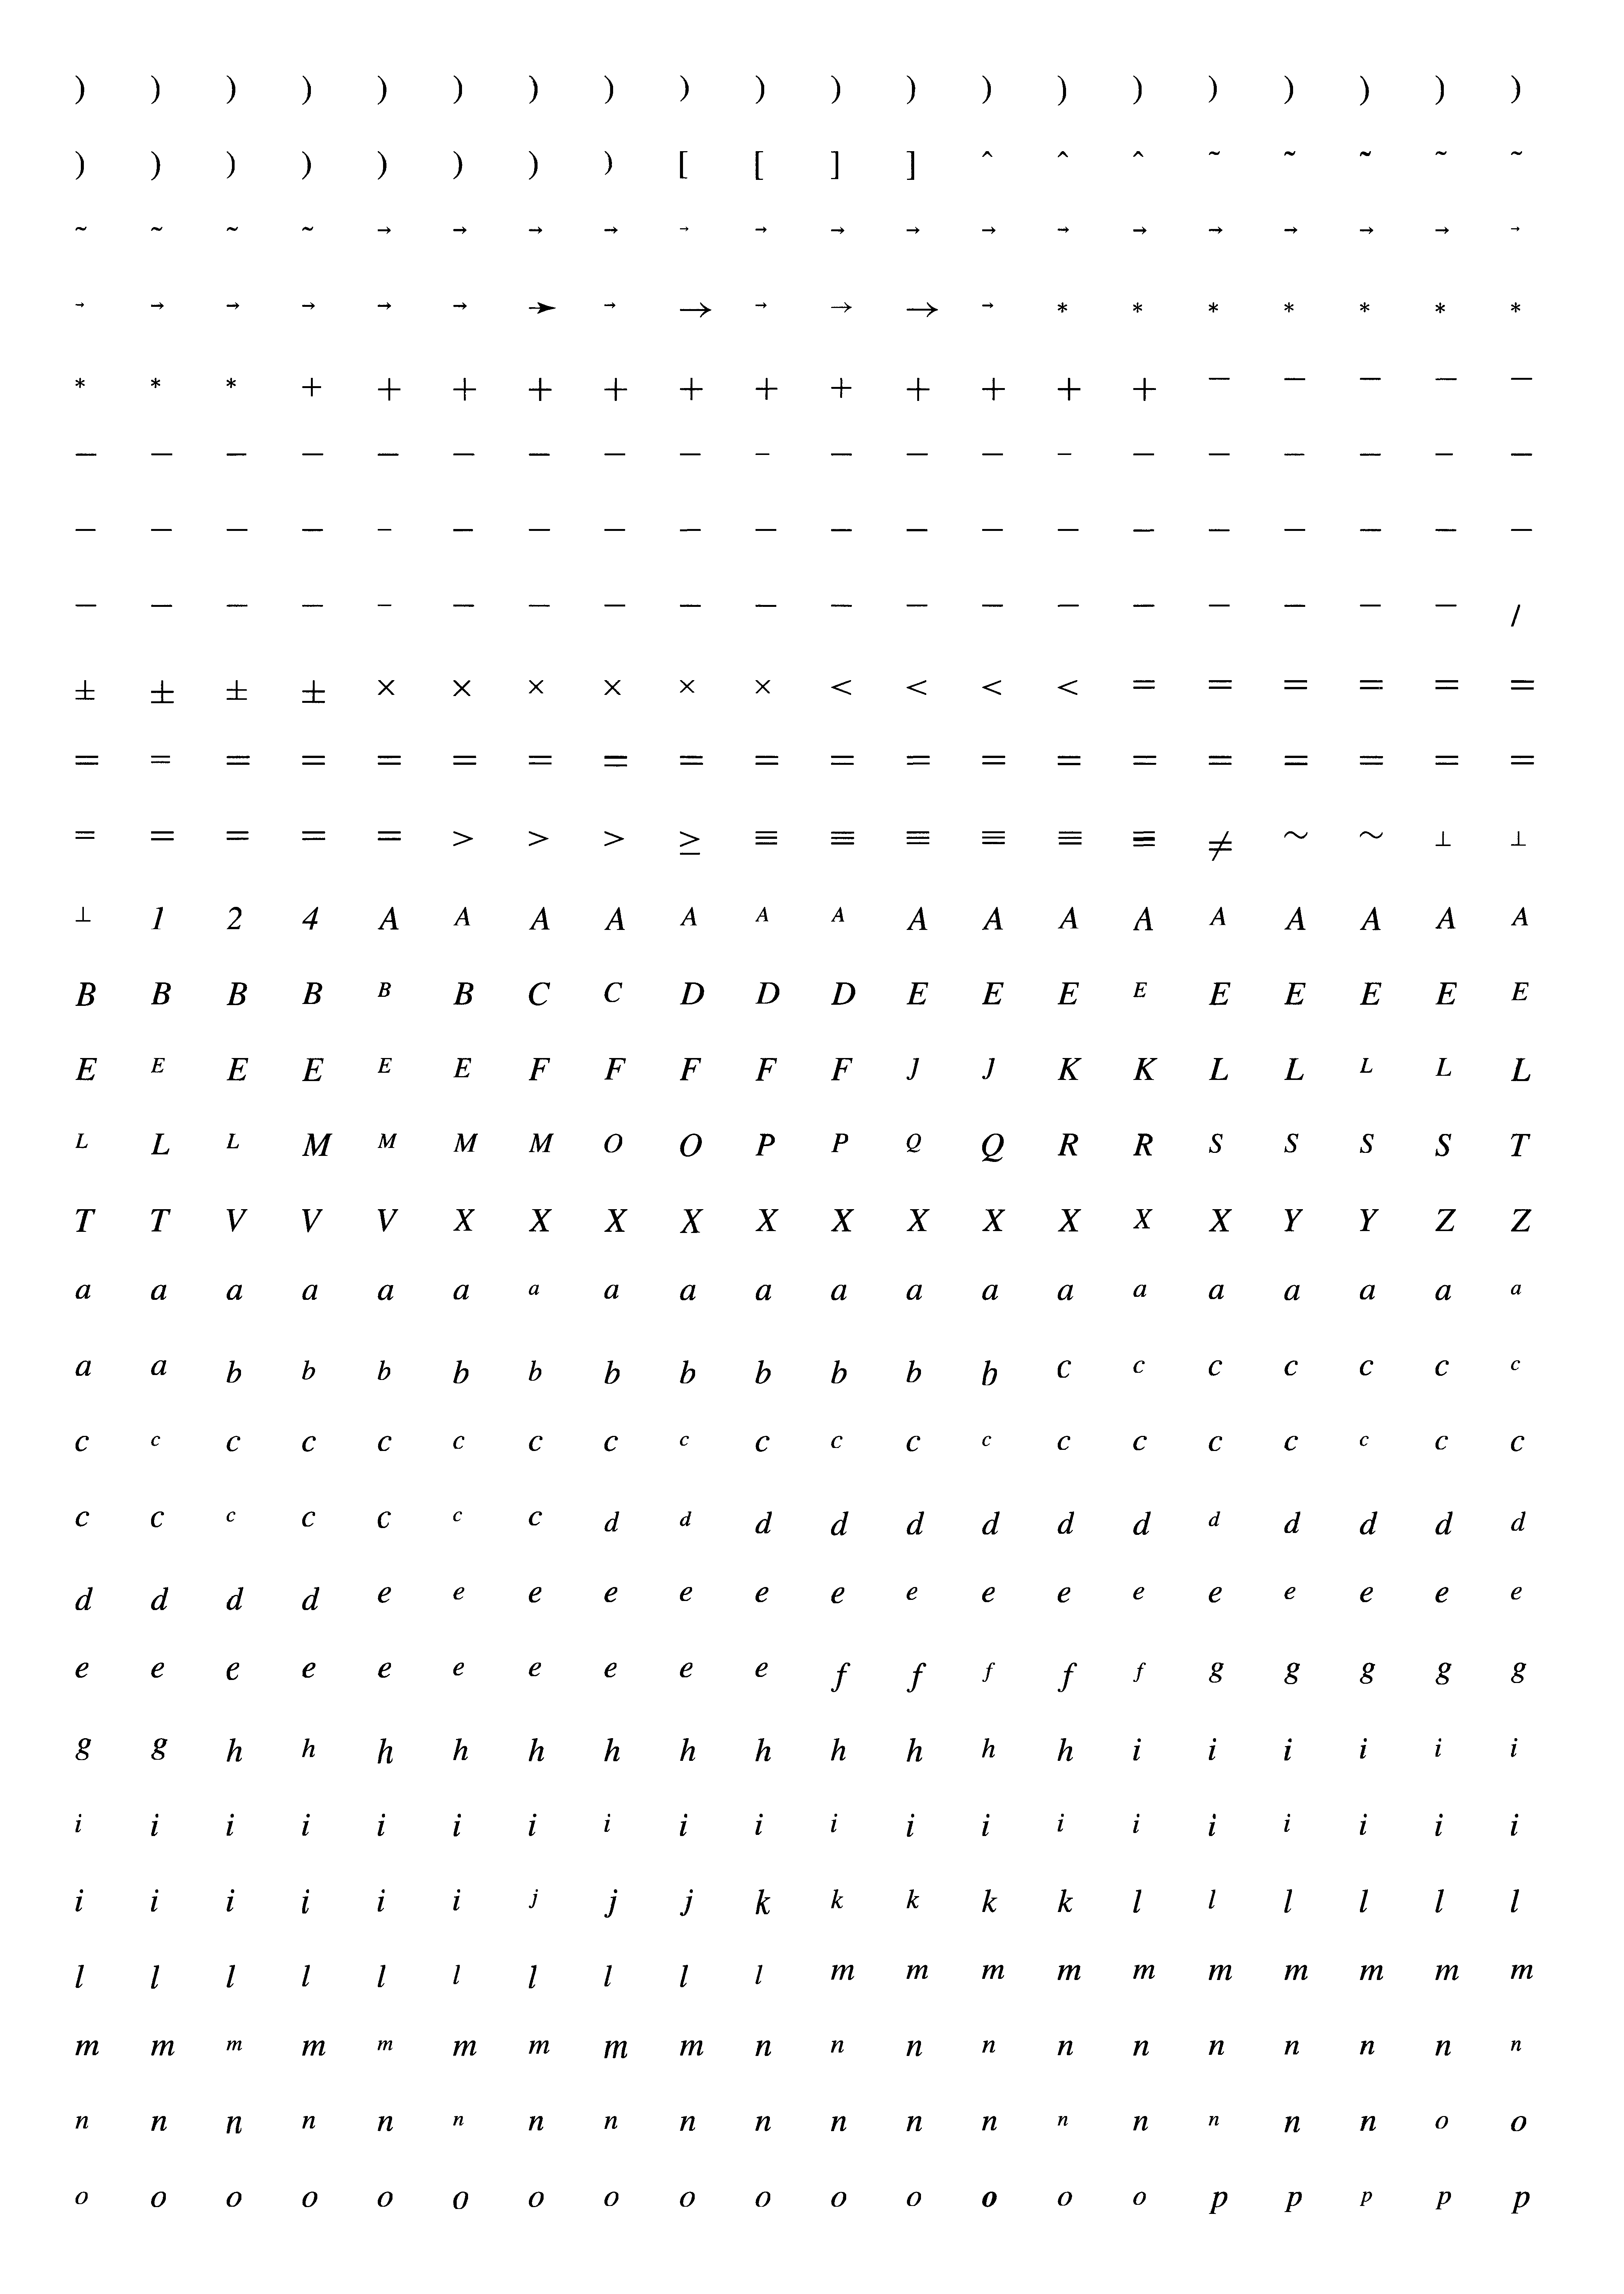 ) ) ) ) ) ) ) ) ) ) ) ) ) ) ) ) ) ) ) )
) ) ) ) ) ) ) ) [ [ ] ] ^ ^ ^ ~ ~ ~ ~ ~
~ ~ ~ ~ → → → → → → → → → → → → → → → →
→ → → → → → ➛ → → → → → → * * * * * * *
* * * + + + + + + + + + + + + − − − − −
− − − − − − − − − − − − − − − − − − − −
− − − − − − − − − − − − − − − − − − − −
− − − − − − − − − − − − − − − − − − − /
± ± ± ± × × × × × × < < < < = = = = = =
= = = = = = = = = = = = = = = = = = = =
= = = = = > > > ≥ ≡ ≡ ≡ ≡ ≡ ≡ ≠ ~ ~ ⊥ ⊥
⊥ 1 2 4 A A A A A A A A A A A A A A A A
B B B B B B C C D D D E E E E E E E E E
E E E E E E F F F F F J J K K L L L L L
L L L M M M M O O P P Q Q R R S S S S T
T T V V V X X X X X X X X X X X Y Y Z Z
a a a a a a a a a a a a a a a a a a a a
a a b b b b b b b b b b b c c c c c c c
c c c c c c c c c c c c c c c c c c c c
c c c c c c c d d d d d d d d d d d d d
d d d d e e e e e e e e e e e e e e e e
e e e e e e e e e e f f f f f g g g g g
g g h h h h h h h h h h h h i i i i i i
i i i i i i i i i i i i i i i i i i i i
i i i i i i j j j k k k k k l l l l l l
l l l l l l l l l l m m m m m m m m m m
m m m m m m m m m n n n n n n n n n n n
n n n n n n n n n n n n n n n n n n o o
o o o o o o o o o o o o o o o p p p p p